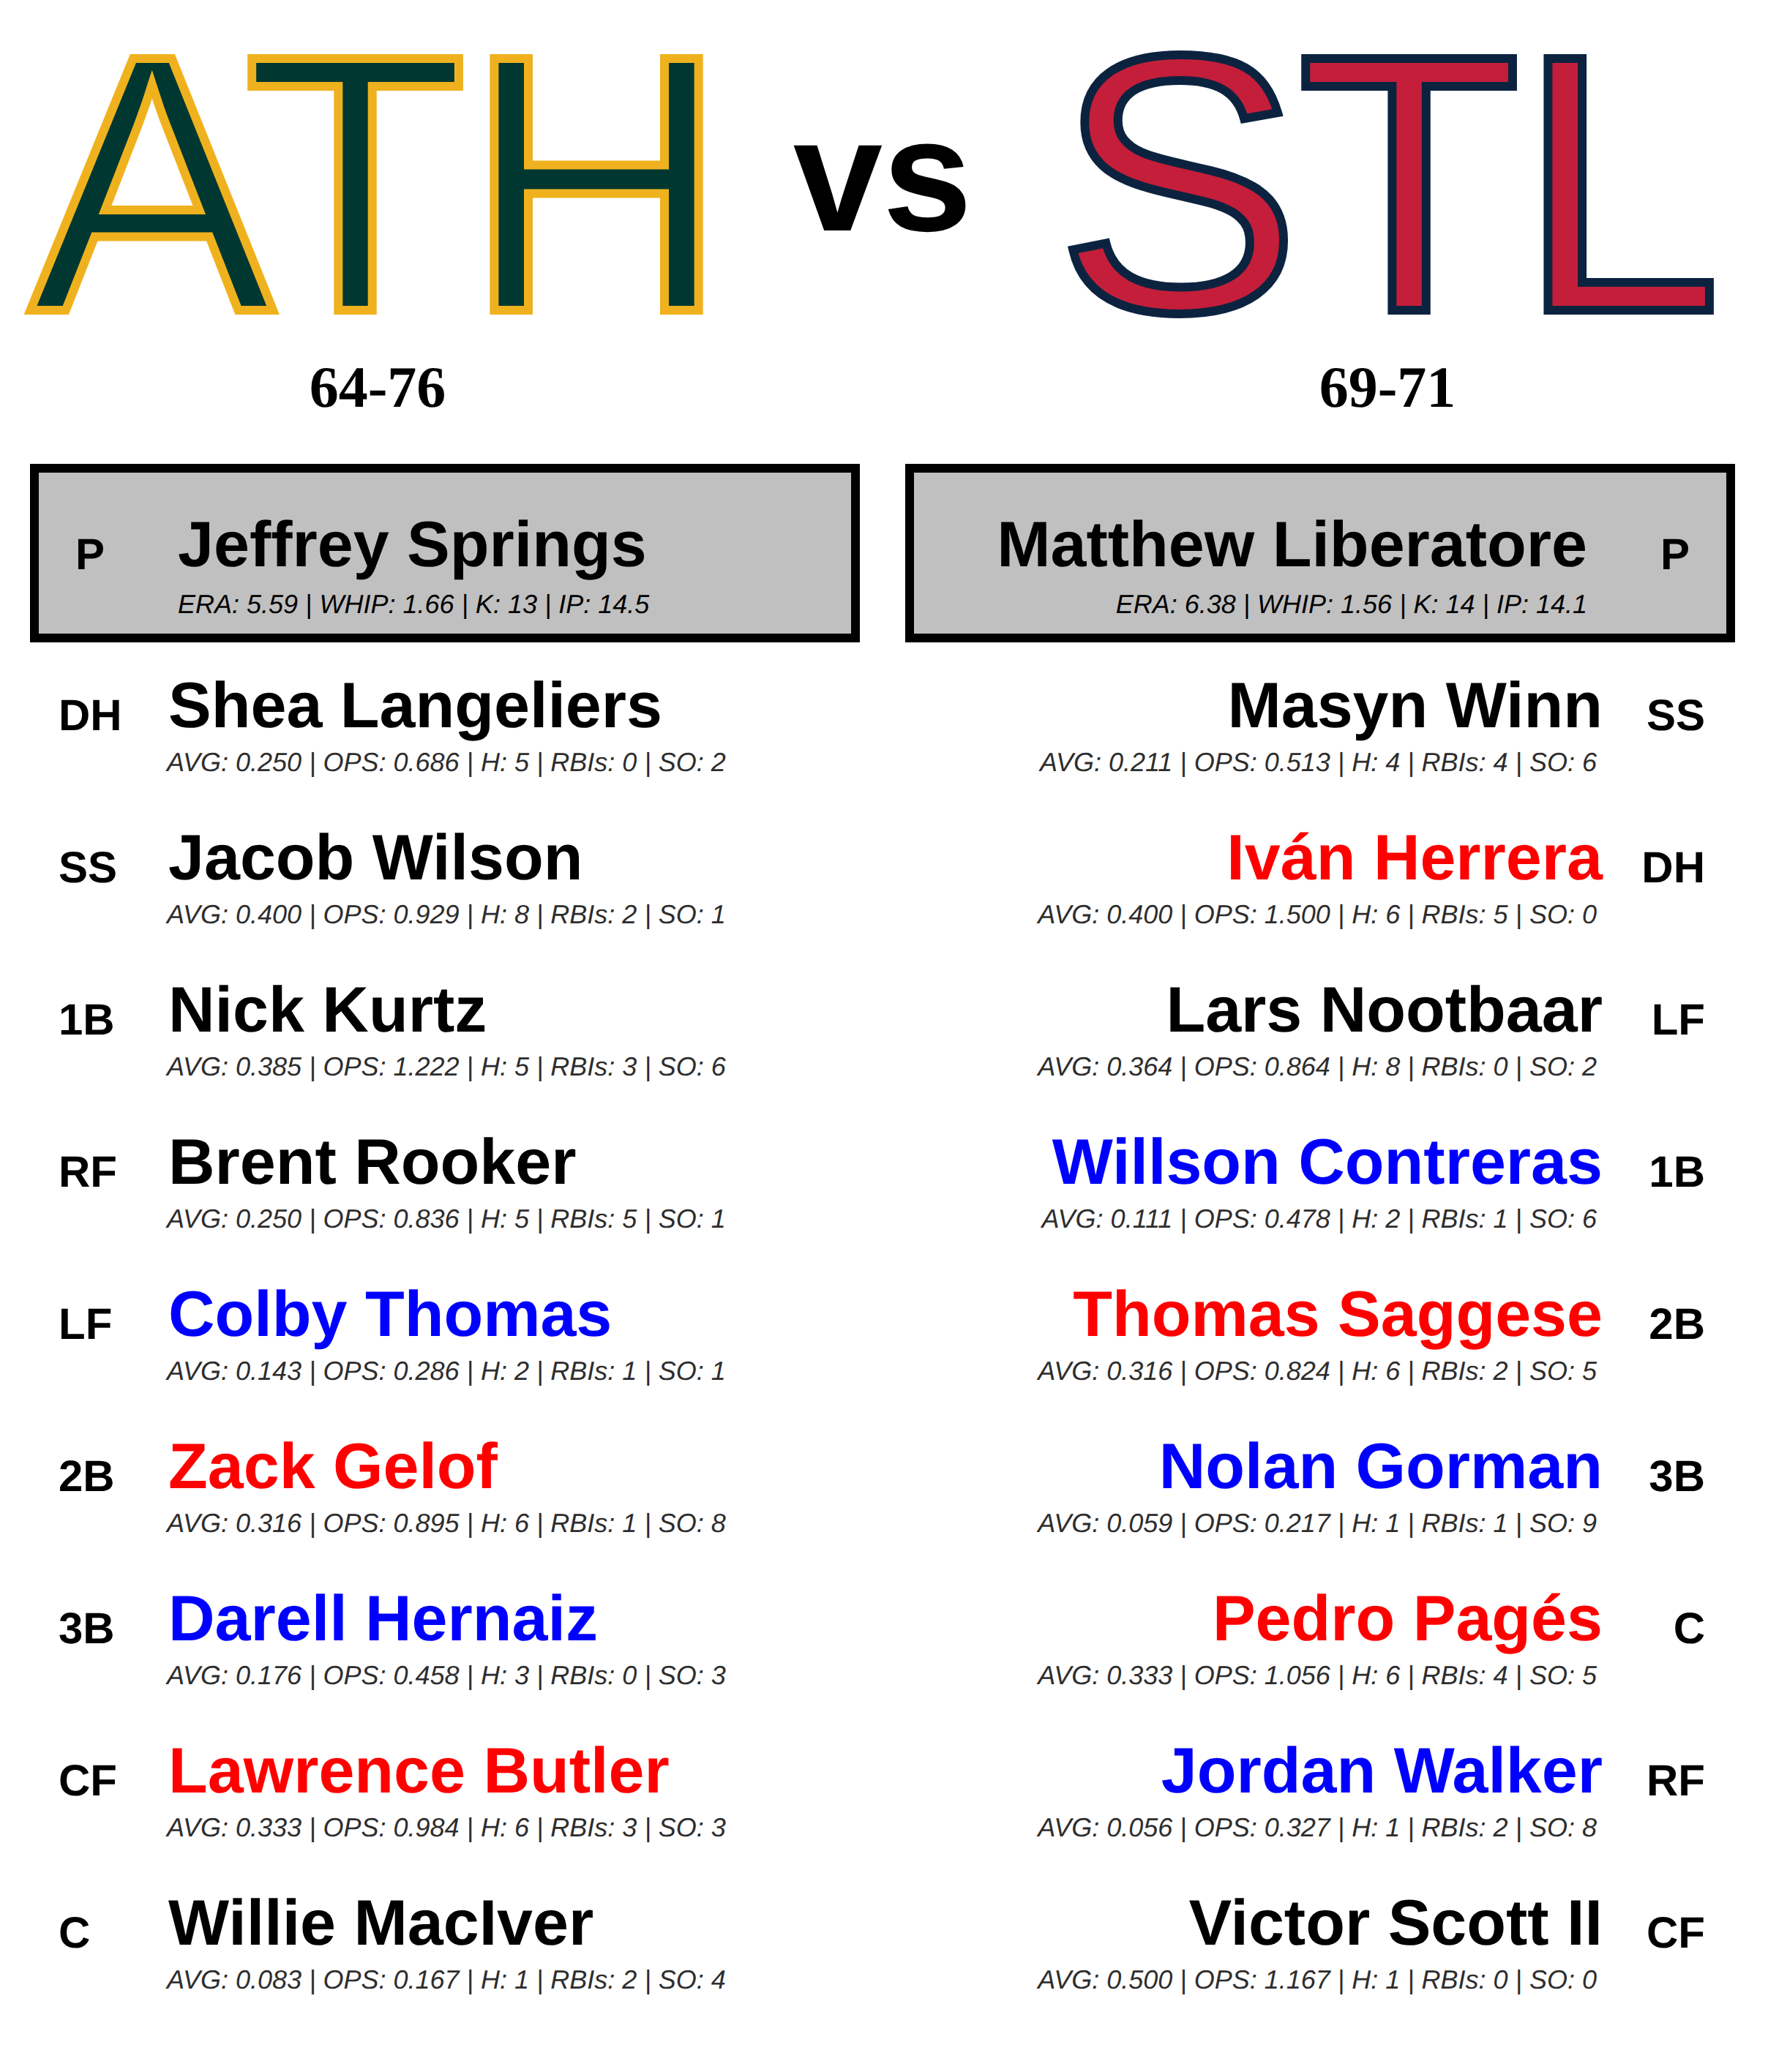 ATH vs STL
64-76 69-71
P Jeffrey Springs Matthew Liberatore P
ERA: 5.59 | WHIP: 1.66 | K: 13 | IP: 14.5 ERA: 6.38 | WHIP: 1.56 | K: 14 | IP: 14.1
DH Shea Langeliers Masyn Winn SS
AVG: 0.250 | OPS: 0.686 | H: 5 | RBIs: 0 | SO: 2 AVG: 0.211 | OPS: 0.513 | H: 4 | RBIs: 4 | SO: 6
SS Jacob Wilson Iván Herrera DH
AVG: 0.400 | OPS: 0.929 | H: 8 | RBIs: 2 | SO: 1 AVG: 0.400 | OPS: 1.500 | H: 6 | RBIs: 5 | SO: 0
1B Nick Kurtz Lars Nootbaar LF
AVG: 0.385 | OPS: 1.222 | H: 5 | RBIs: 3 | SO: 6 AVG: 0.364 | OPS: 0.864 | H: 8 | RBIs: 0 | SO: 2
RF Brent Rooker Willson Contreras 1B
AVG: 0.250 | OPS: 0.836 | H: 5 | RBIs: 5 | SO: 1 AVG: 0.111 | OPS: 0.478 | H: 2 | RBIs: 1 | SO: 6
LF Colby Thomas Thomas Saggese 2B
AVG: 0.143 | OPS: 0.286 | H: 2 | RBIs: 1 | SO: 1 AVG: 0.316 | OPS: 0.824 | H: 6 | RBIs: 2 | SO: 5
2B Zack Gelof Nolan Gorman 3B
AVG: 0.316 | OPS: 0.895 | H: 6 | RBIs: 1 | SO: 8 AVG: 0.059 | OPS: 0.217 | H: 1 | RBIs: 1 | SO: 9
3B Darell Hernaiz Pedro Pagés C
AVG: 0.176 | OPS: 0.458 | H: 3 | RBIs: 0 | SO: 3 AVG: 0.333 | OPS: 1.056 | H: 6 | RBIs: 4 | SO: 5
CF Lawrence Butler Jordan Walker RF
AVG: 0.333 | OPS: 0.984 | H: 6 | RBIs: 3 | SO: 3 AVG: 0.056 | OPS: 0.327 | H: 1 | RBIs: 2 | SO: 8
C Willie MacIver Victor Scott II CF
AVG: 0.083 | OPS: 0.167 | H: 1 | RBIs: 2 | SO: 4 AVG: 0.500 | OPS: 1.167 | H: 1 | RBIs: 0 | SO: 0